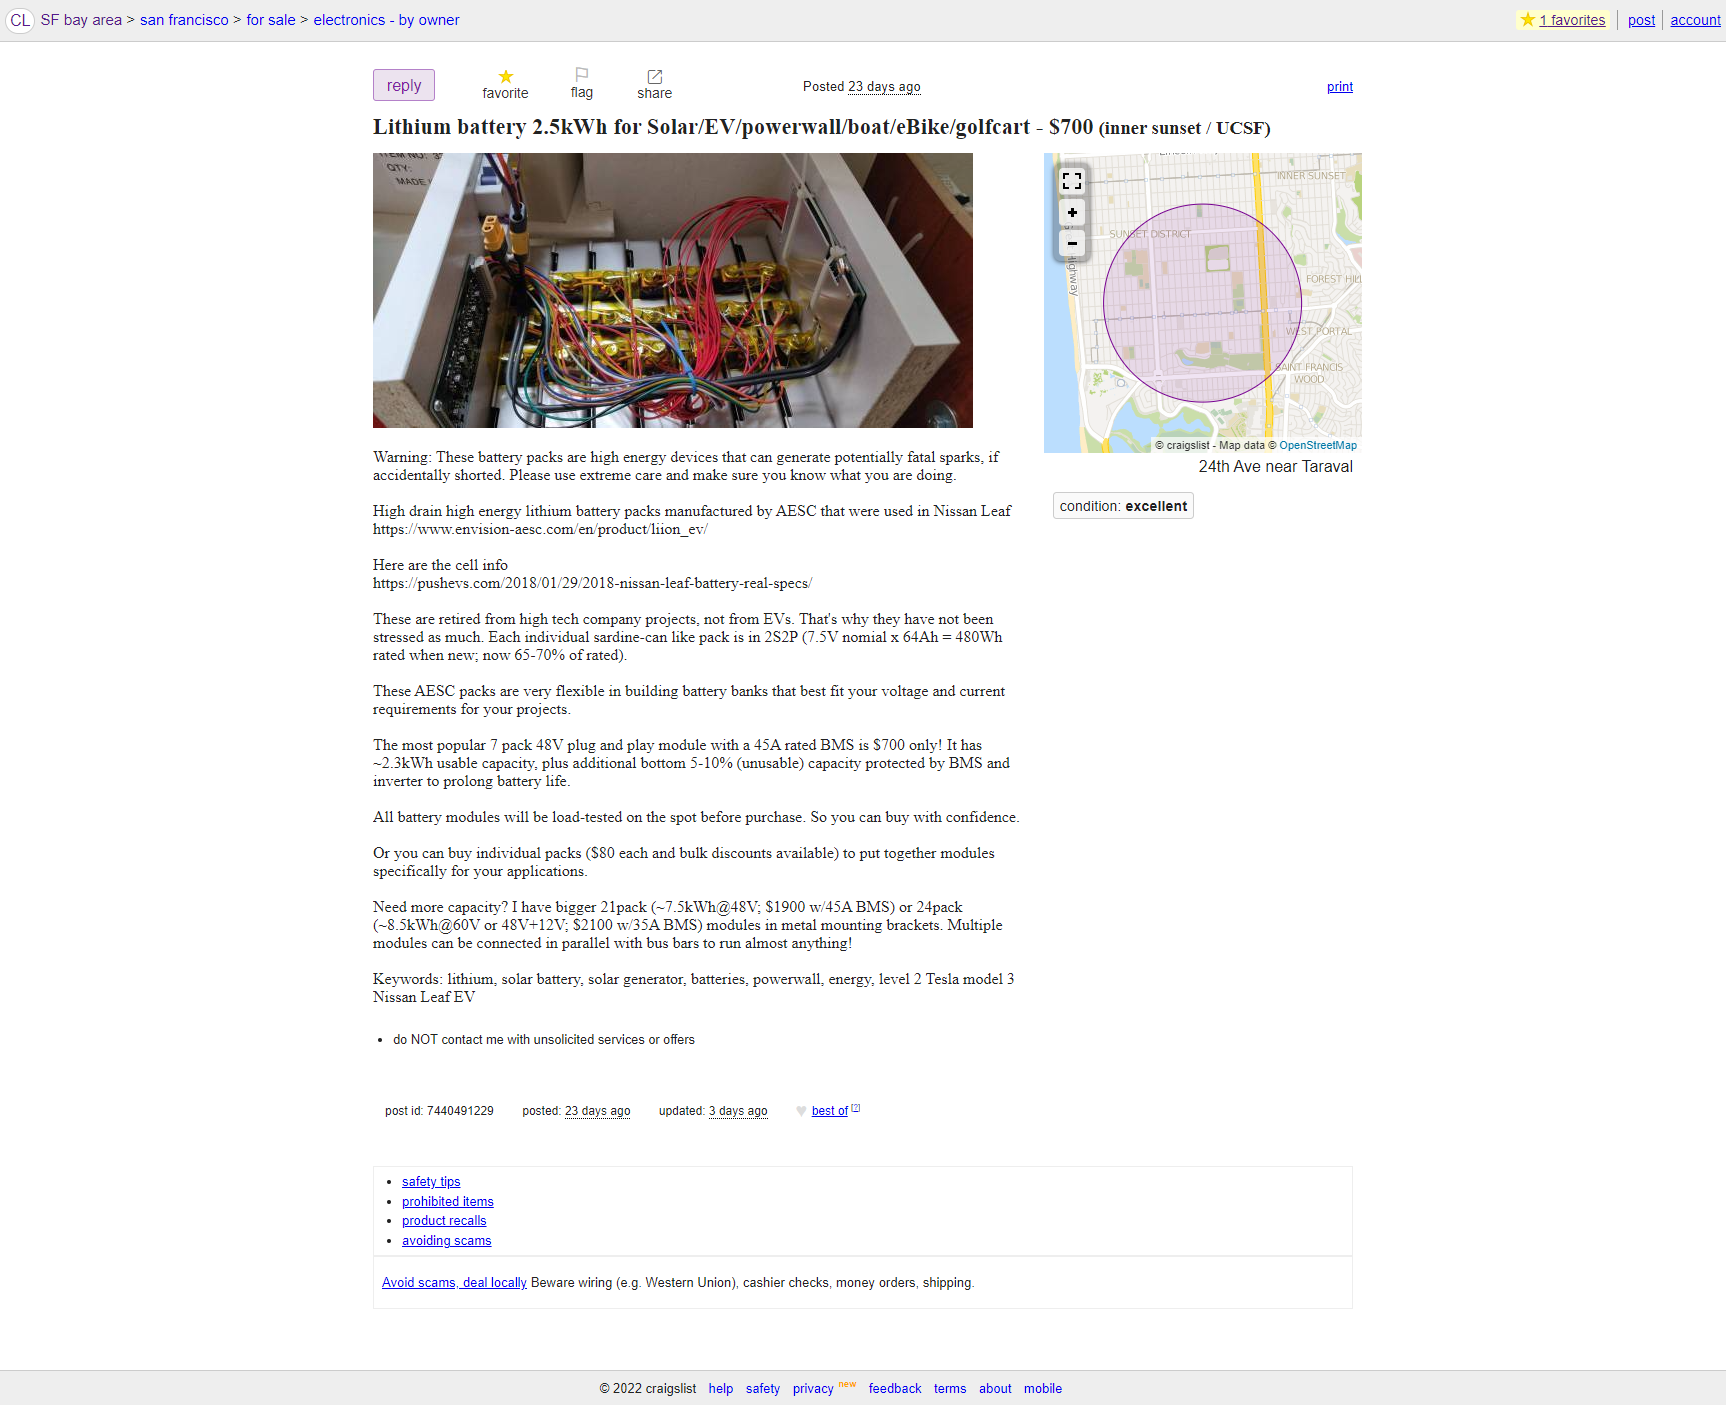 CL SF bay area > san francisco > for sale > electronics - by owner
1 favorites post account
reply favorite flag share Posted 23 days ago print
Lithium battery 2.5kWh for Solar/EV/powerwall/boat/eBike/golfcart - $700 (inner sunset / UCSF)
QTY:
MADE
INNER SUNSET
SUNSET DISTRICT
Highway
FOREST HILL
WEST PORTAL
SAINT FRANCIS
WOOD
© craigslist - Map data © OpenStreetMap
24th Ave near Taraval
condition: excellent
Warning: These battery packs are high energy devices that can generate potentially fatal sparks, if
accidentally shorted. Please use extreme care and make sure you know what you are doing.
High drain high energy lithium battery packs manufactured by AESC that were used in Nissan Leaf
https://www.envision-aesc.com/en/product/liion_ev/
Here are the cell info
https://pushevs.com/2018/01/29/2018-nissan-leaf-battery-real-specs/
These are retired from high tech company projects, not from EVs. That's why they have not been
stressed as much. Each individual sardine-can like pack is in 2S2P (7.5V nomial x 64Ah = 480Wh
rated when new; now 65-70% of rated).
These AESC packs are very flexible in building battery banks that best fit your voltage and current
requirements for your projects.
The most popular 7 pack 48V plug and play module with a 45A rated BMS is $700 only! It has
~2.3kWh usable capacity, plus additional bottom 5-10% (unusable) capacity protected by BMS and
inverter to prolong battery life.
All battery modules will be load-tested on the spot before purchase. So you can buy with confidence.
Or you can buy individual packs ($80 each and bulk discounts available) to put together modules
specifically for your applications.
Need more capacity? I have bigger 21pack (~7.5kWh@48V; $1900 w/45A BMS) or 24pack
(~8.5kWh@60V or 48V+12V; $2100 w/35A BMS) modules in metal mounting brackets. Multiple
modules can be connected in parallel with bus bars to run almost anything!
Keywords: lithium, solar battery, solar generator, batteries, powerwall, energy, level 2 Tesla model 3
Nissan Leaf EV
do NOT contact me with unsolicited services or offers
post id: 7440491229 posted: 23 days ago updated: 3 days ago ♥ best of [?]
safety tips
prohibited items
product recalls
avoiding scams
Avoid scams, deal locally Beware wiring (e.g. Western Union), cashier checks, money orders, shipping.
© 2022 craigslist help safety privacy new feedback terms about mobile